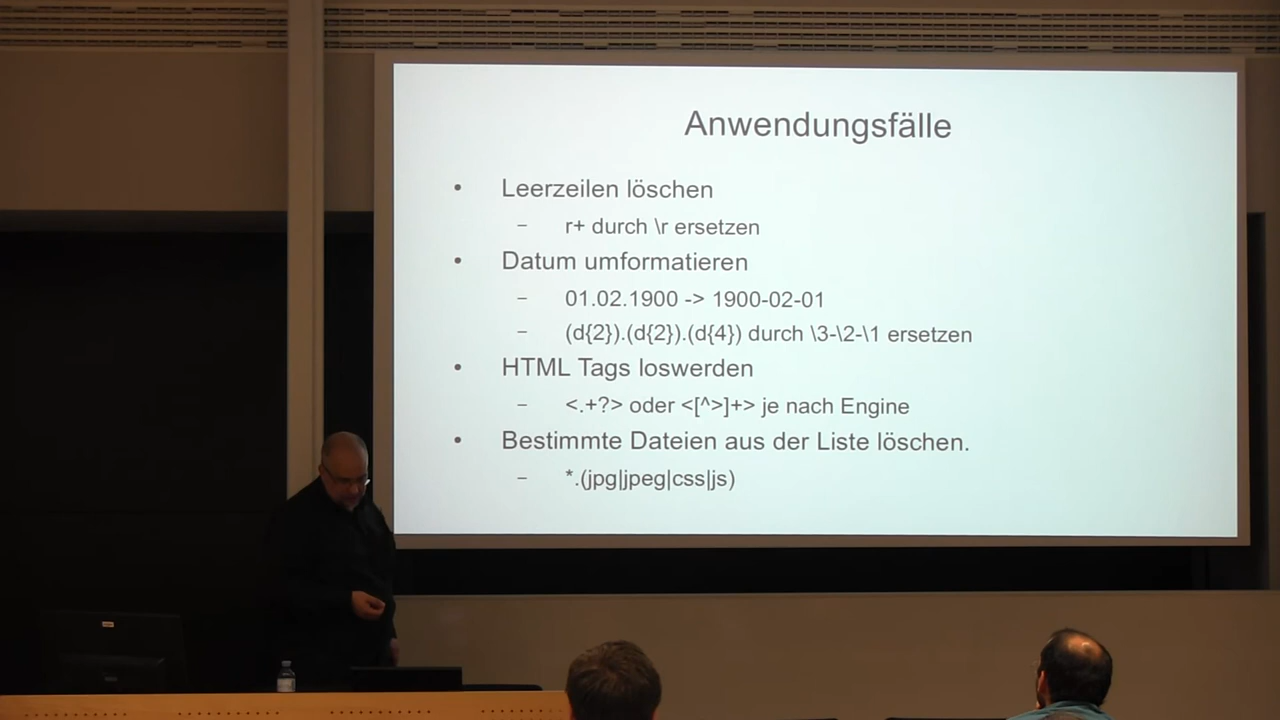 Anwendungsfälle
• Leerzeilen löschen
– r+ durch \r ersetzen
• Datum umformatieren
– 01.02.1900 -> 1900-02-01
– (d{2}).(d{2}).(d{4}) durch \3-\2-\1 ersetzen
• HTML Tags loswerden
– <.+?> oder <[^>]+> je nach Engine
• Bestimmte Dateien aus der Liste löschen.
– *.(jpg|jpeg|css|js)